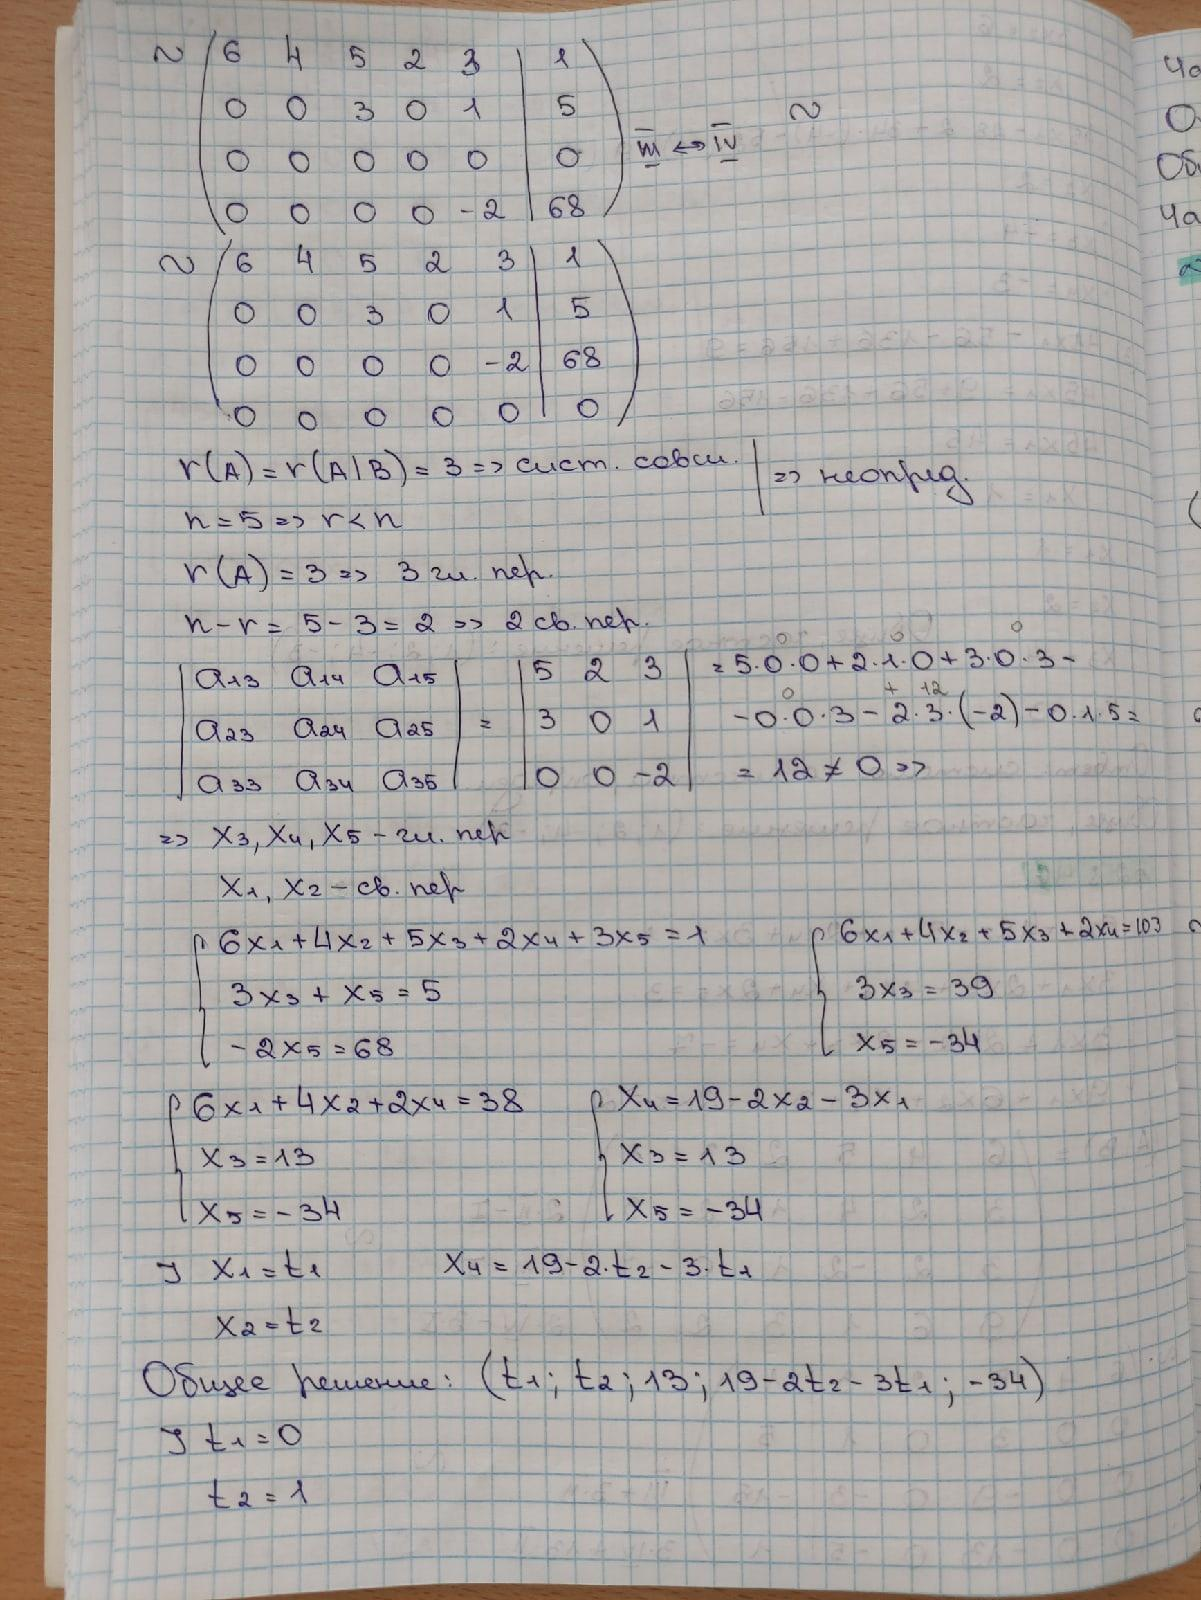 ~ ( 6 4 5 2 3 | 1 )
0 0 3 0 1 | 5
0 0 0 0 0 | 0 III ↔ IV ~
0 0 0 0 -2 | 68
~ ( 6 4 5 2 3 | 1 )
0 0 3 0 1 | 5
0 0 0 0 -2 | 68
0 0 0 0 0 | 0
r(A) = r(A|B) = 3 => сист. совм. | => неопред.
n = 5 => r < n
r(A) = 3 => 3 гл. пер.
n - r = 5 - 3 = 2 => 2 св. пер.
0 0 0
| a13 a14 a15 | = | 5 2 3 | = 5·0·0 + 2·1·0 + 3·0·3 -
0 + 12
| a23 a24 a25 | | 3 0 1 | - 0·0·3 - 2·3·(-2) - 0·1·5 =
| a33 a34 a35 | | 0 0 -2 | = 12 ≠ 0 =>
=> x3, x4, x5 - гл. пер
x1, x2 - св. пер
{ 6x1 + 4x2 + 5x3 + 2x4 + 3x5 = 1 { 6x1 + 4x2 + 5x3 + 2x4 = 103
3x3 + x5 = 5 3x3 = 39
-2x5 = 68 x5 = -34
{ 6x1 + 4x2 + 2x4 = 38 { x4 = 19 - 2x2 - 3x1
x3 = 13 x3 = 13
x5 = -34 x5 = -34
J x1 = t1 x4 = 19 - 2·t2 - 3·t1
x2 = t2
Общее решение: (t1; t2; 13; 19 - 2t2 - 3t1; -34)
J t1 = 0
t2 = 1
Ча
О
Об
Ча